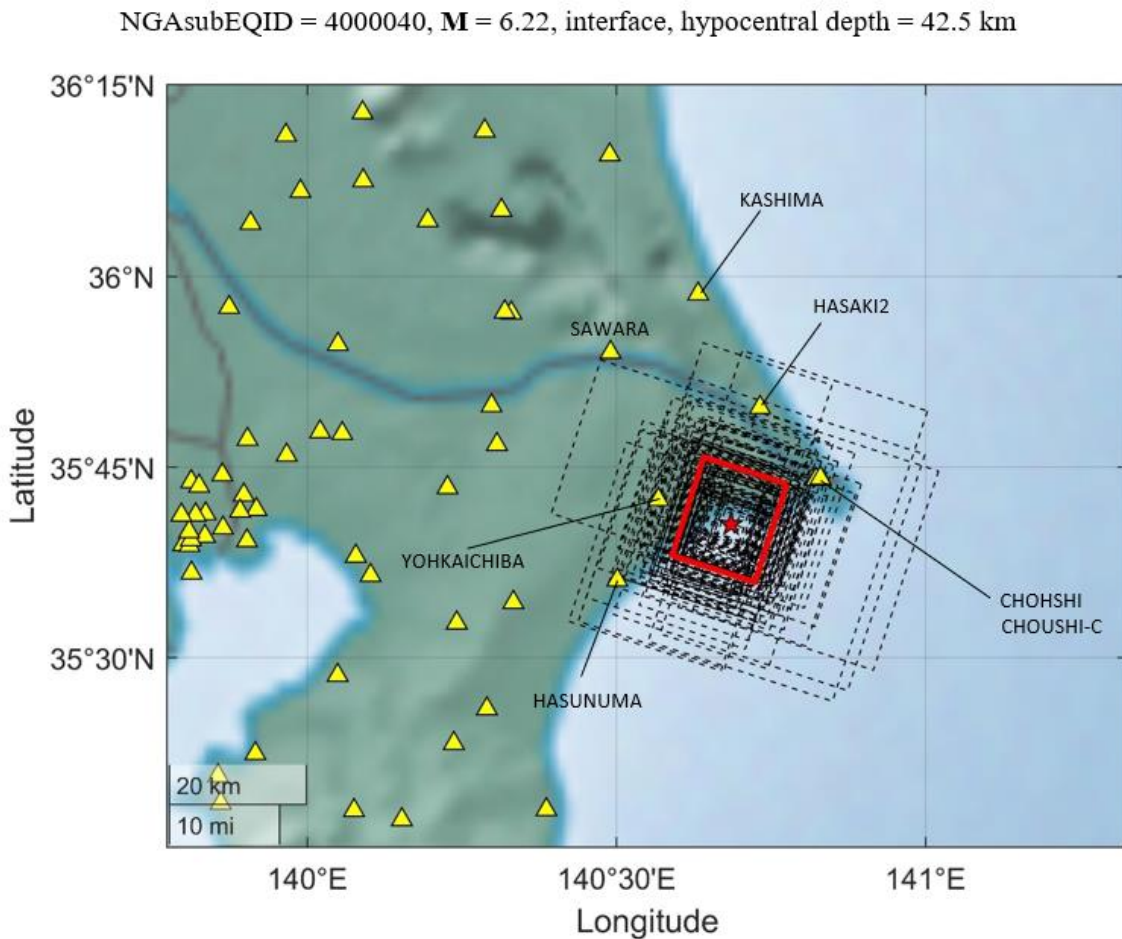 NGAsubEQID = 4000040, M = 6.22, interface, hypocentral depth = 42.5 km
36°15'N
KASHIMA
36°N
HASAKI2
SAWARA
35°45'N
Latitude
YOHKAICHIBA
CHOHSHI
CHOUSHI-C
35°30'N
HASUNUMA
20 km
10 mi
140°E
140°30'E
141°E
Longitude